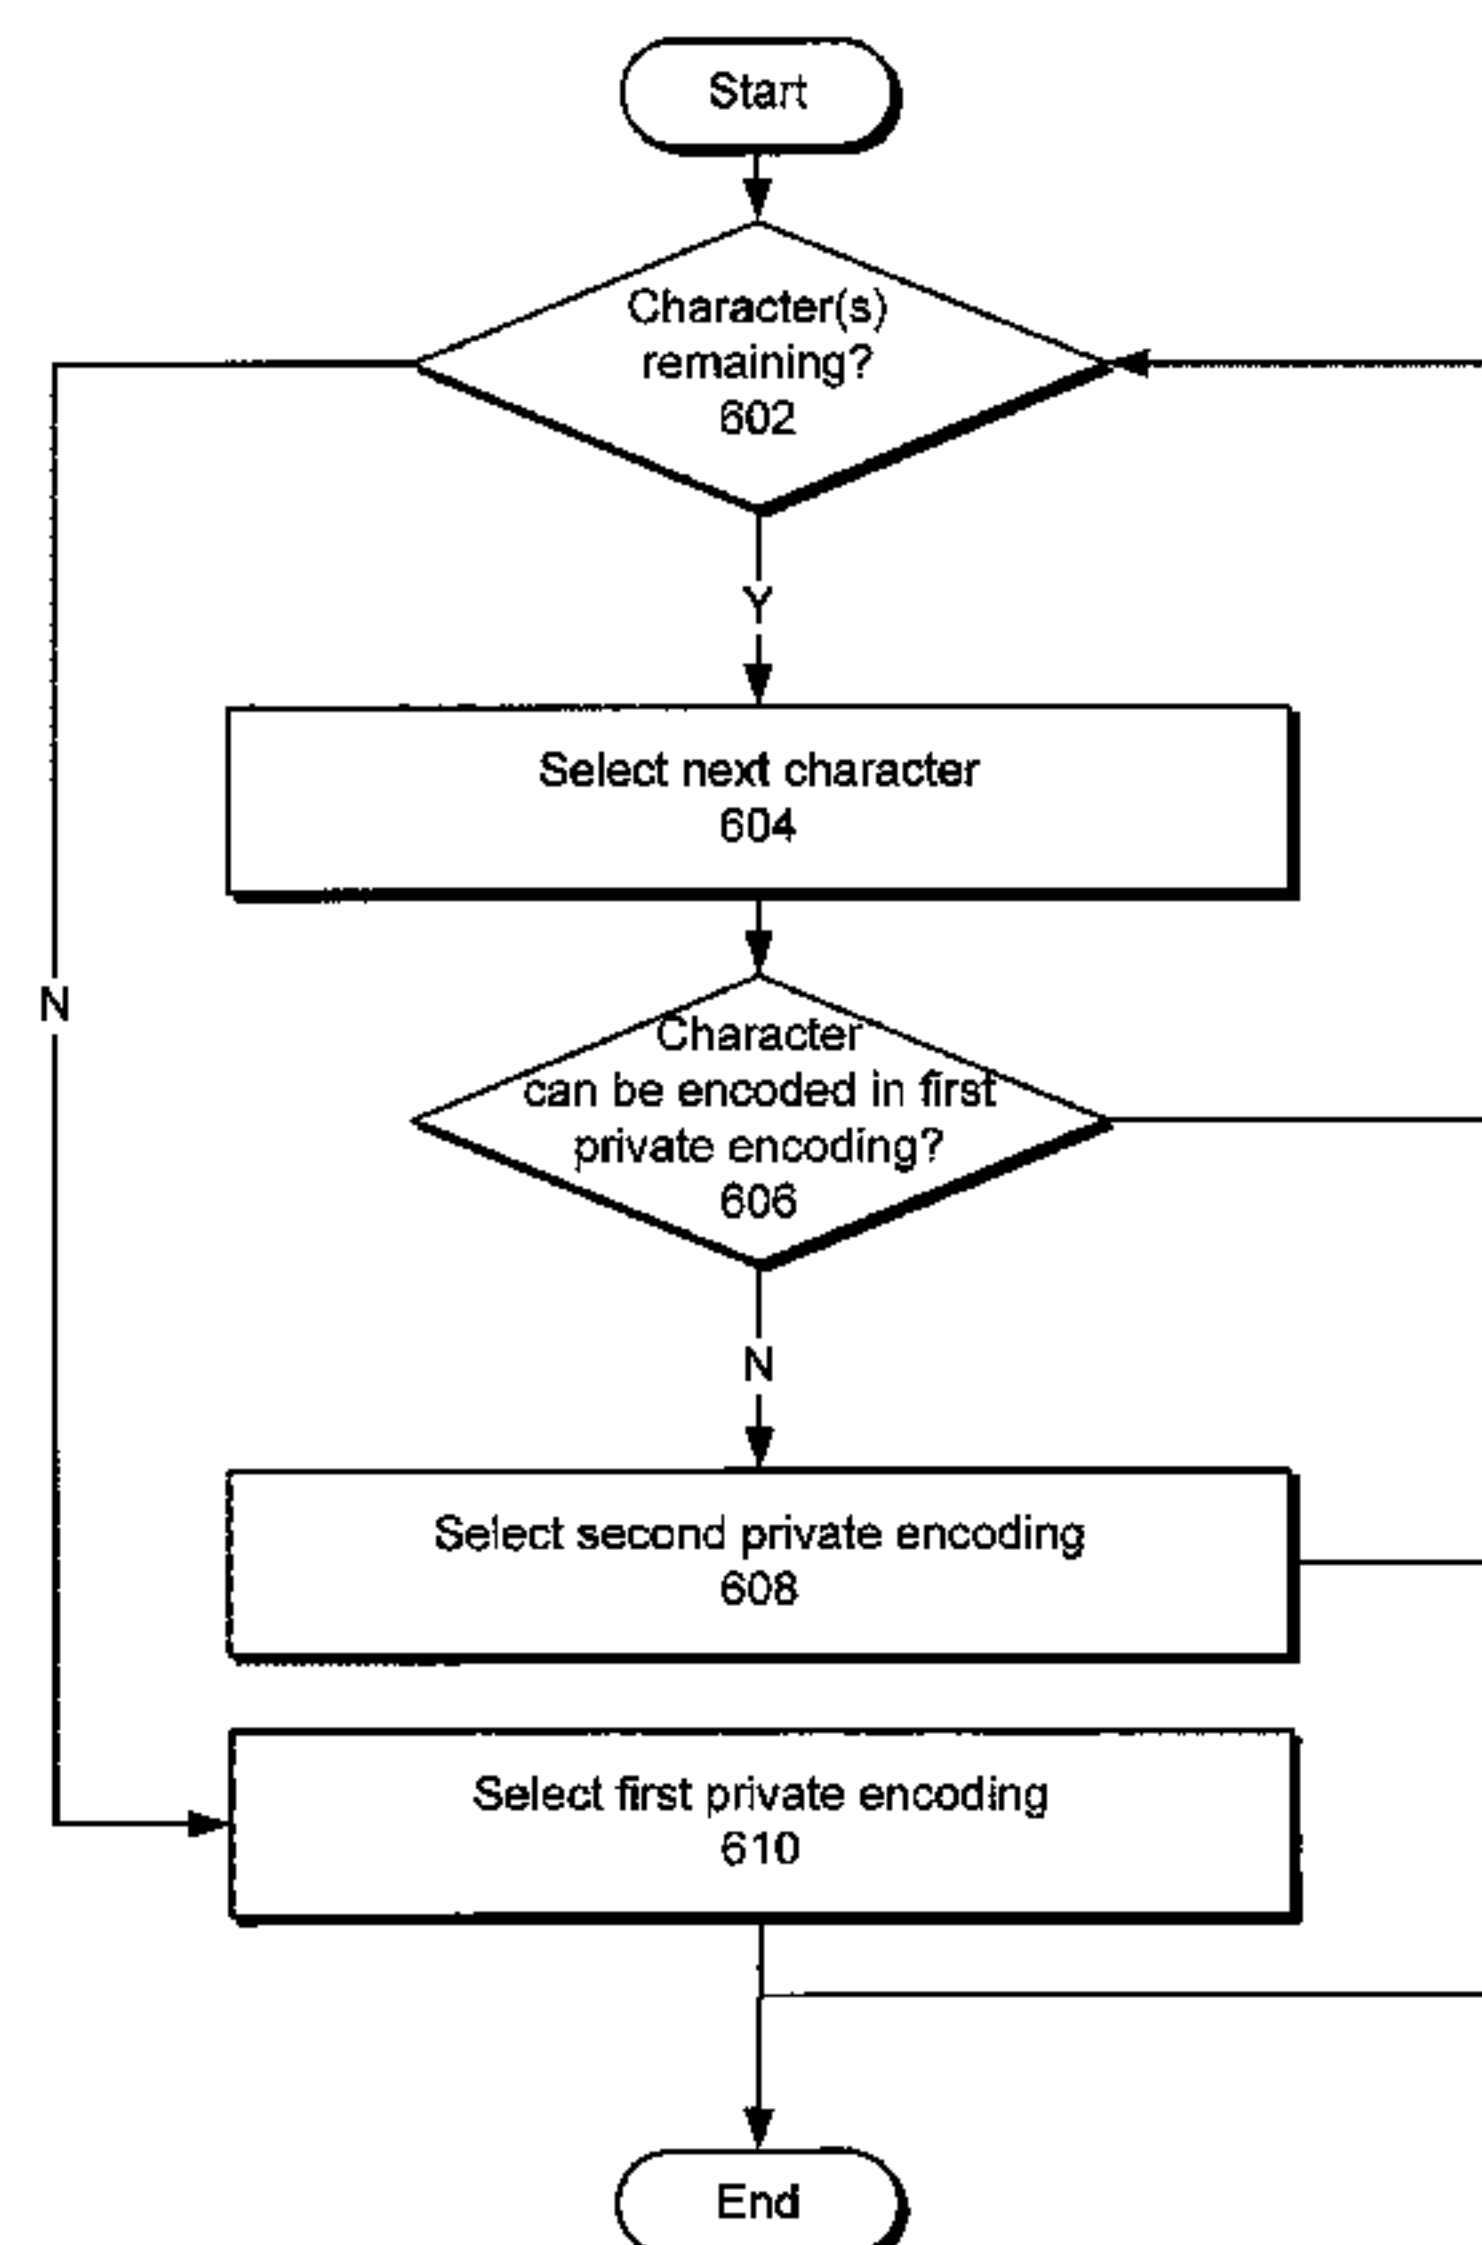 Start
Character(s)
remaining?
602
Y
Select next character
604
N
Character
can be encoded in first
private encoding?
606
N
Select second private encoding
608
Select first private encoding
610
End